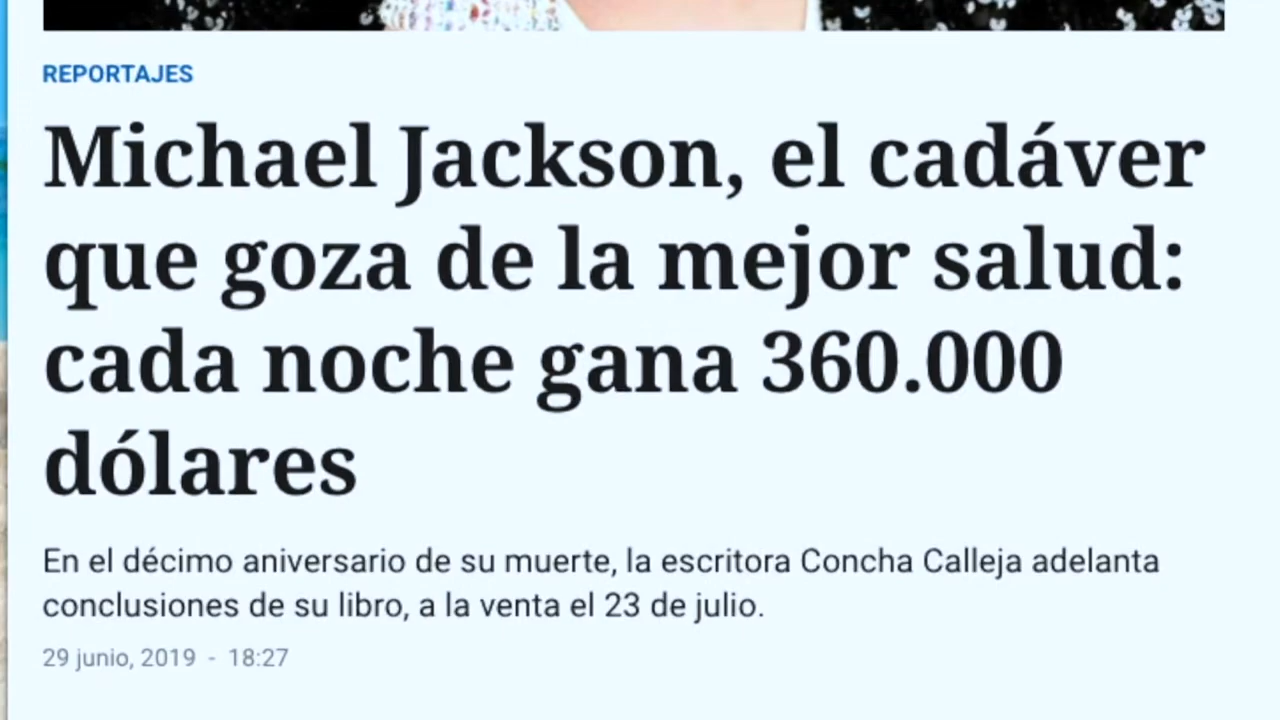 REPORTAJES
Michael Jackson, el cadáver
que goza de la mejor salud:
cada noche gana 360.000
dólares
En el décimo aniversario de su muerte, la escritora Concha Calleja adelanta
conclusiones de su libro, a la venta el 23 de julio.
29 junio, 2019 - 18:27